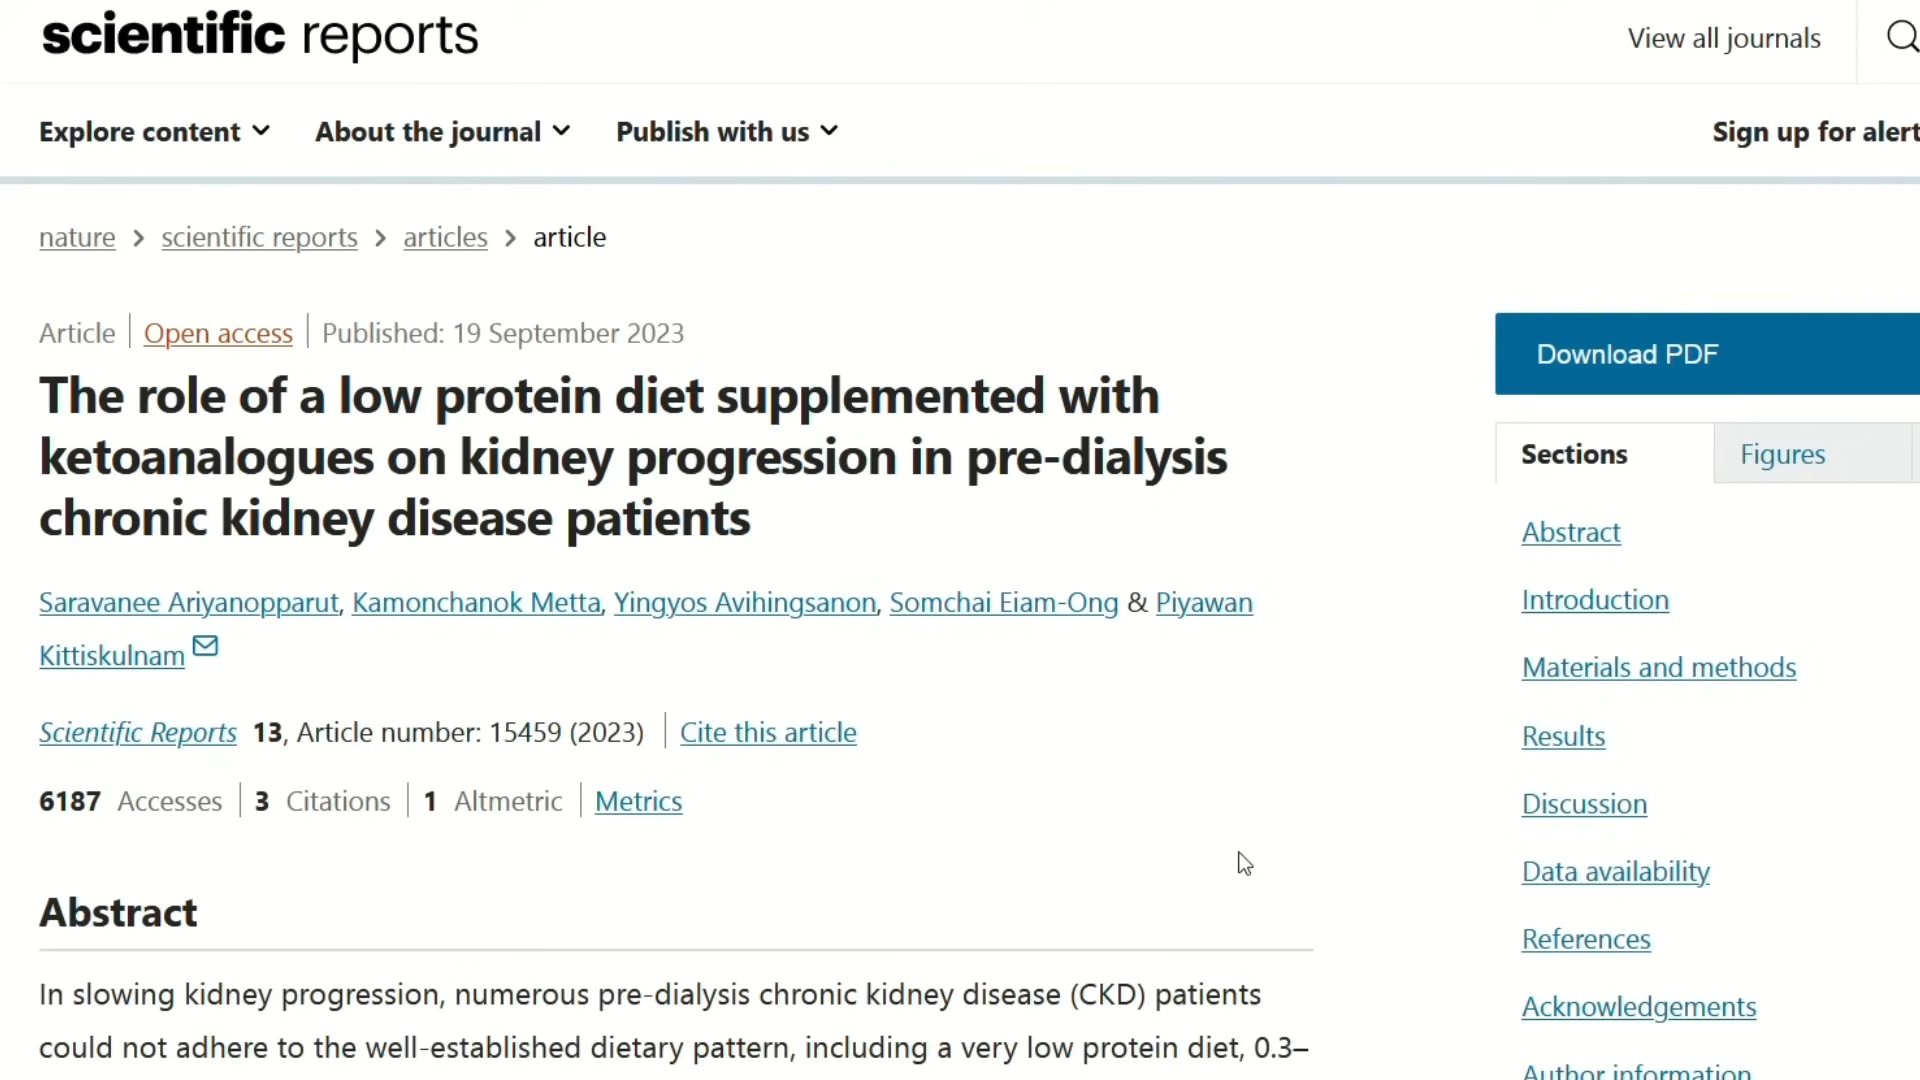 scientific reports
View all journals
Explore content
About the journal
Publish with us
Sign up for alert
nature > scientific reports > articles > article
Article | Open access | Published: 19 September 2023
The role of a low protein diet supplemented with
ketoanalogues on kidney progression in pre-dialysis
chronic kidney disease patients
Saravanee Ariyanopparut, Kamonchanok Metta, Yingyos Avihingsanon, Somchai Eiam-Ong & Piyawan
Kittiskulnam
Scientific Reports 13, Article number: 15459 (2023) | Cite this article
6187 Accesses | 3 Citations | 1 Altmetric | Metrics
Abstract
In slowing kidney progression, numerous pre-dialysis chronic kidney disease (CKD) patients
could not adhere to the well-established dietary pattern, including a very low protein diet, 0.3–
Download PDF
Sections
Figures
Abstract
Introduction
Materials and methods
Results
Discussion
Data availability
References
Acknowledgements
Author information